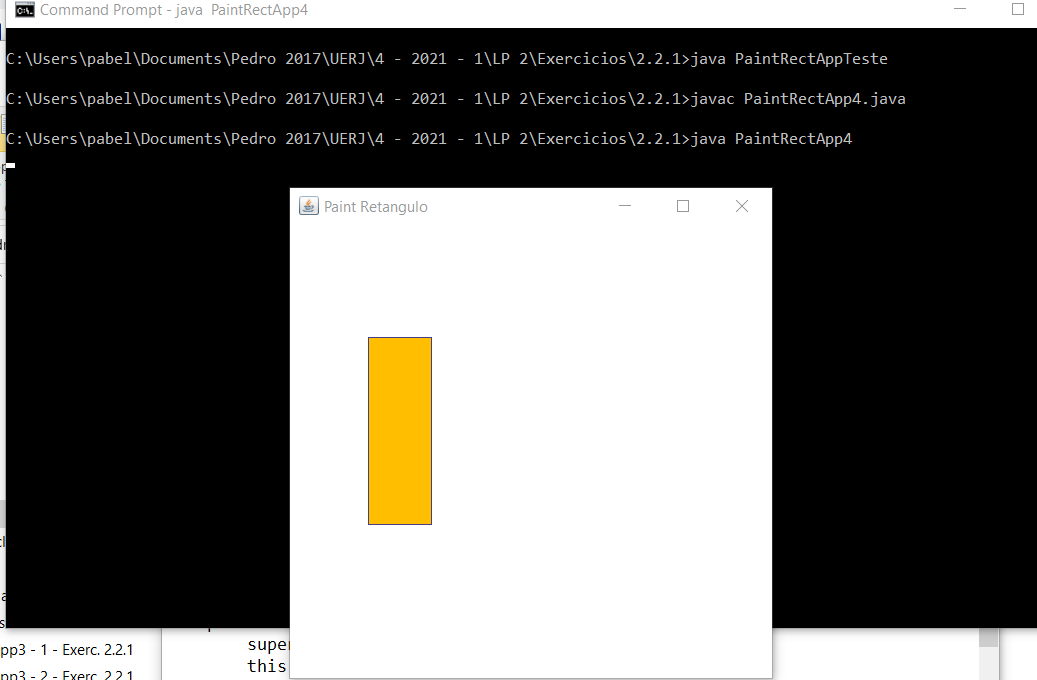 Command Prompt - java PaintRectApp4
C:\Users\pabel\Documents\Pedro 2017\UERJ\4 - 2021 - 1\LP 2\Exercicios\2.2.1>java PaintRectAppTeste
C:\Users\pabel\Documents\Pedro 2017\UERJ\4 - 2021 - 1\LP 2\Exercicios\2.2.1>javac PaintRectApp4.java
C:\Users\pabel\Documents\Pedro 2017\UERJ\4 - 2021 - 1\LP 2\Exercicios\2.2.1>java PaintRectApp4
Paint Retangulo
super
this
pp3 - 1 - Exerc. 2.2.1
pp3 - 2 - Exerc. 2.2.1